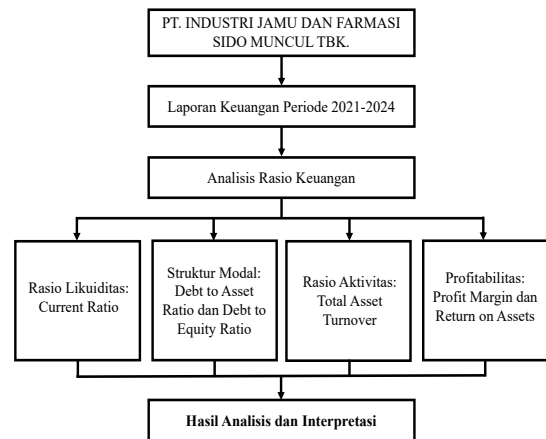 PT. INDUSTRI JAMU DAN FARMASI
SIDO MUNCUL TBK.
Laporan Keuangan Periode 2021-2024
Analisis Rasio Keuangan
Rasio Likuiditas:
Current Ratio
Struktur Modal:
Debt to Asset
Ratio dan Debt to
Equity Ratio
Rasio Aktivitas:
Total Asset
Turnover
Profitabilitas:
Profit Margin dan
Return on Assets
Hasil Analisis dan Interpretasi